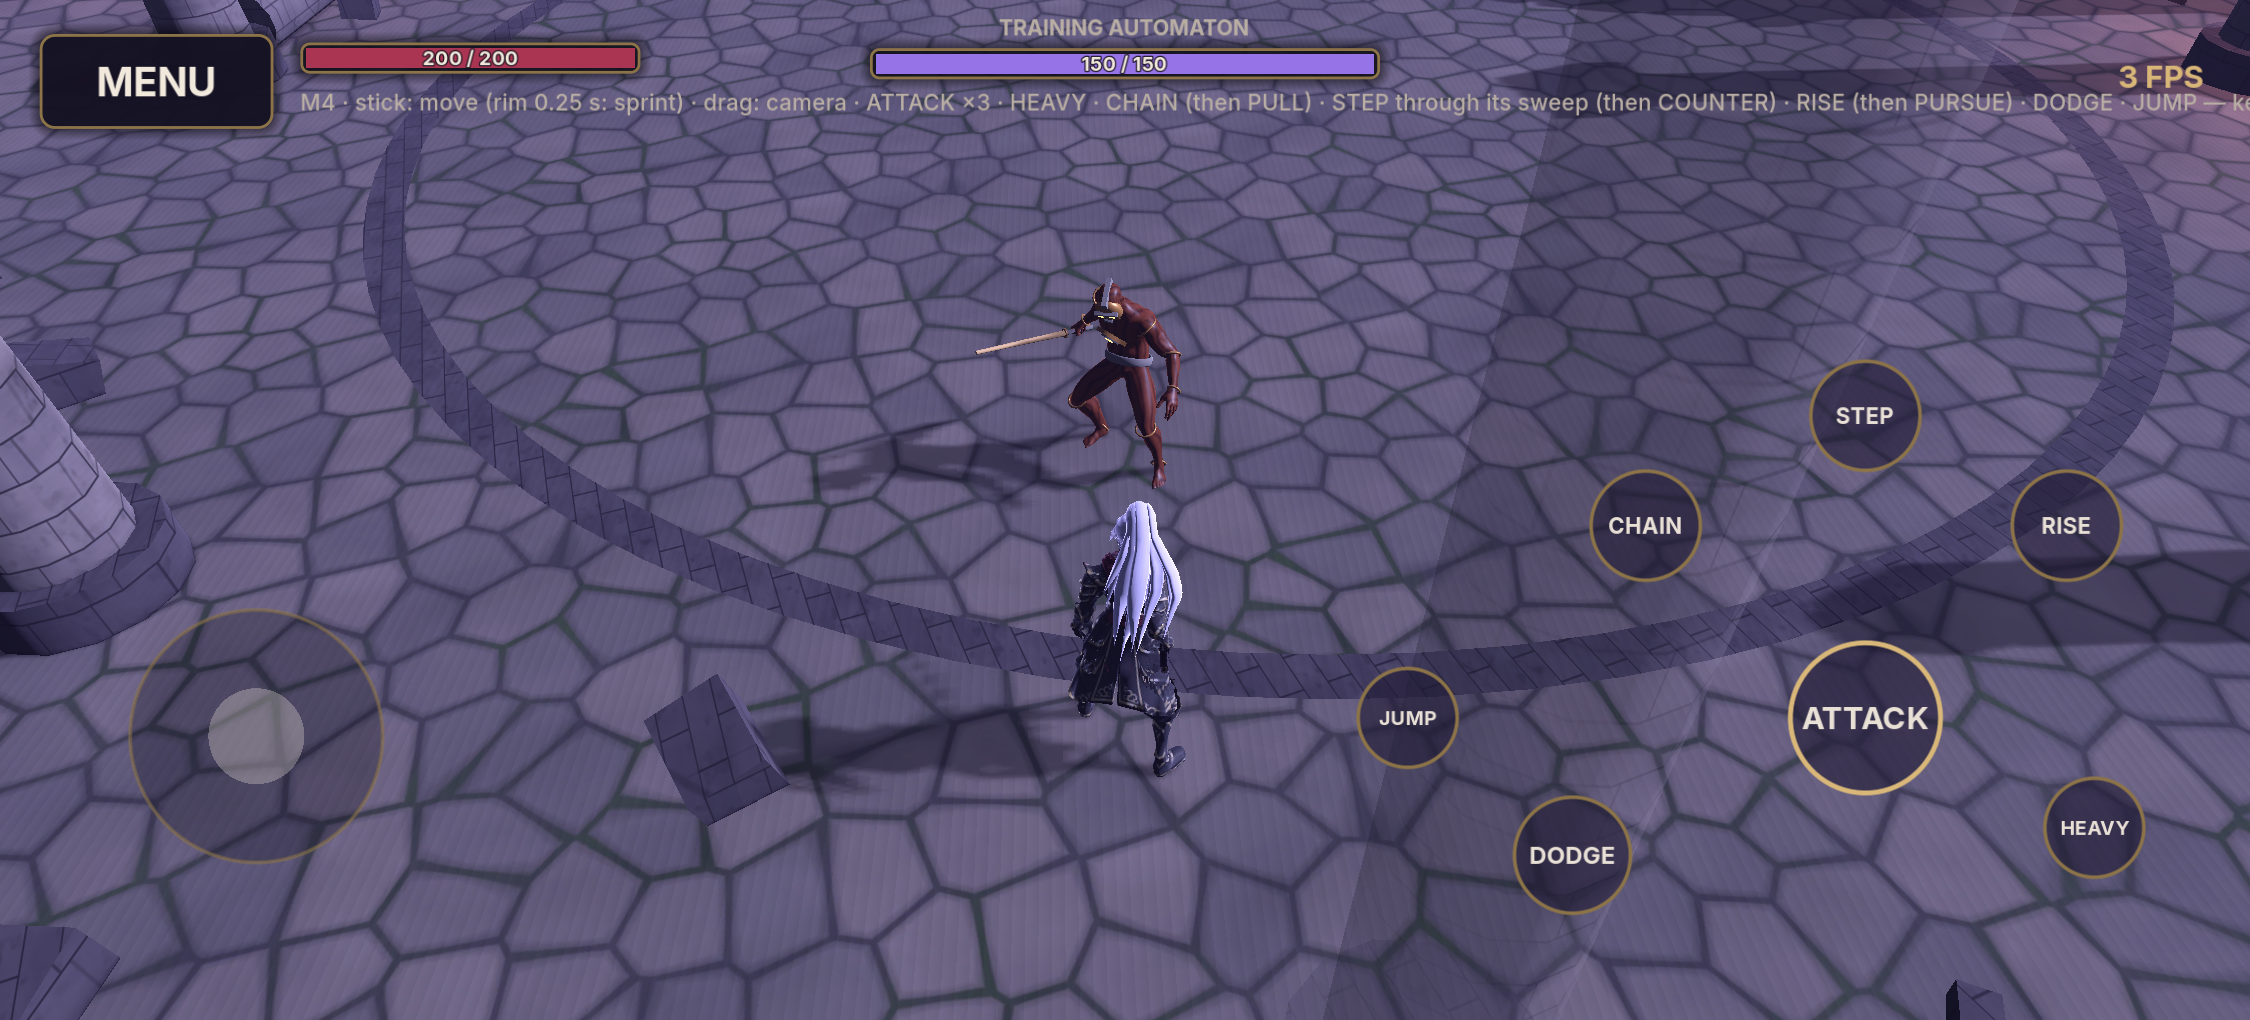 TRAINING AUTOMATON
MENU
200 / 200
150 / 150
3 FPS
M4 · stick: move (rim 0.25 s: sprint) · drag: camera · ATTACK ×3 · HEAVY · CHAIN (then PULL) · STEP through its sweep (then COUNTER) · RISE (then PURSUE) · DODGE · JUMP —
STEP
CHAIN
RISE
JUMP
ATTACK
HEAVY
DODGE